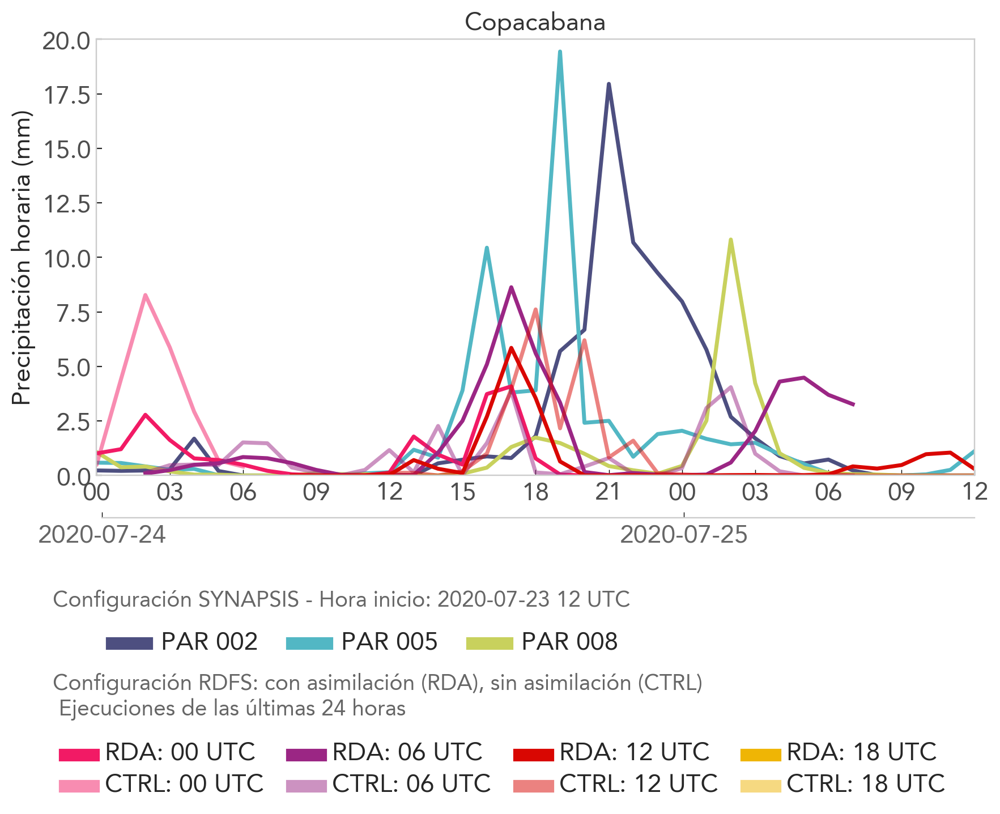 Copacabana
Precipitación horaria (mm)
20.0
17.5
15.0
12.5
10.0
7.5
5.0
2.5
0.0
00 03 06 09 12 15 18 21 00 03 06 09 12
2020-07-24 2020-07-25
Configuración SYNAPSIS - Hora inicio: 2020-07-23 12 UTC
PAR 002 PAR 005 PAR 008
Configuración RDFS: con asimilación (RDA), sin asimilación (CTRL)
Ejecuciones de las últimas 24 horas
RDA: 00 UTC RDA: 06 UTC RDA: 12 UTC RDA: 18 UTC
CTRL: 00 UTC CTRL: 06 UTC CTRL: 12 UTC CTRL: 18 UTC